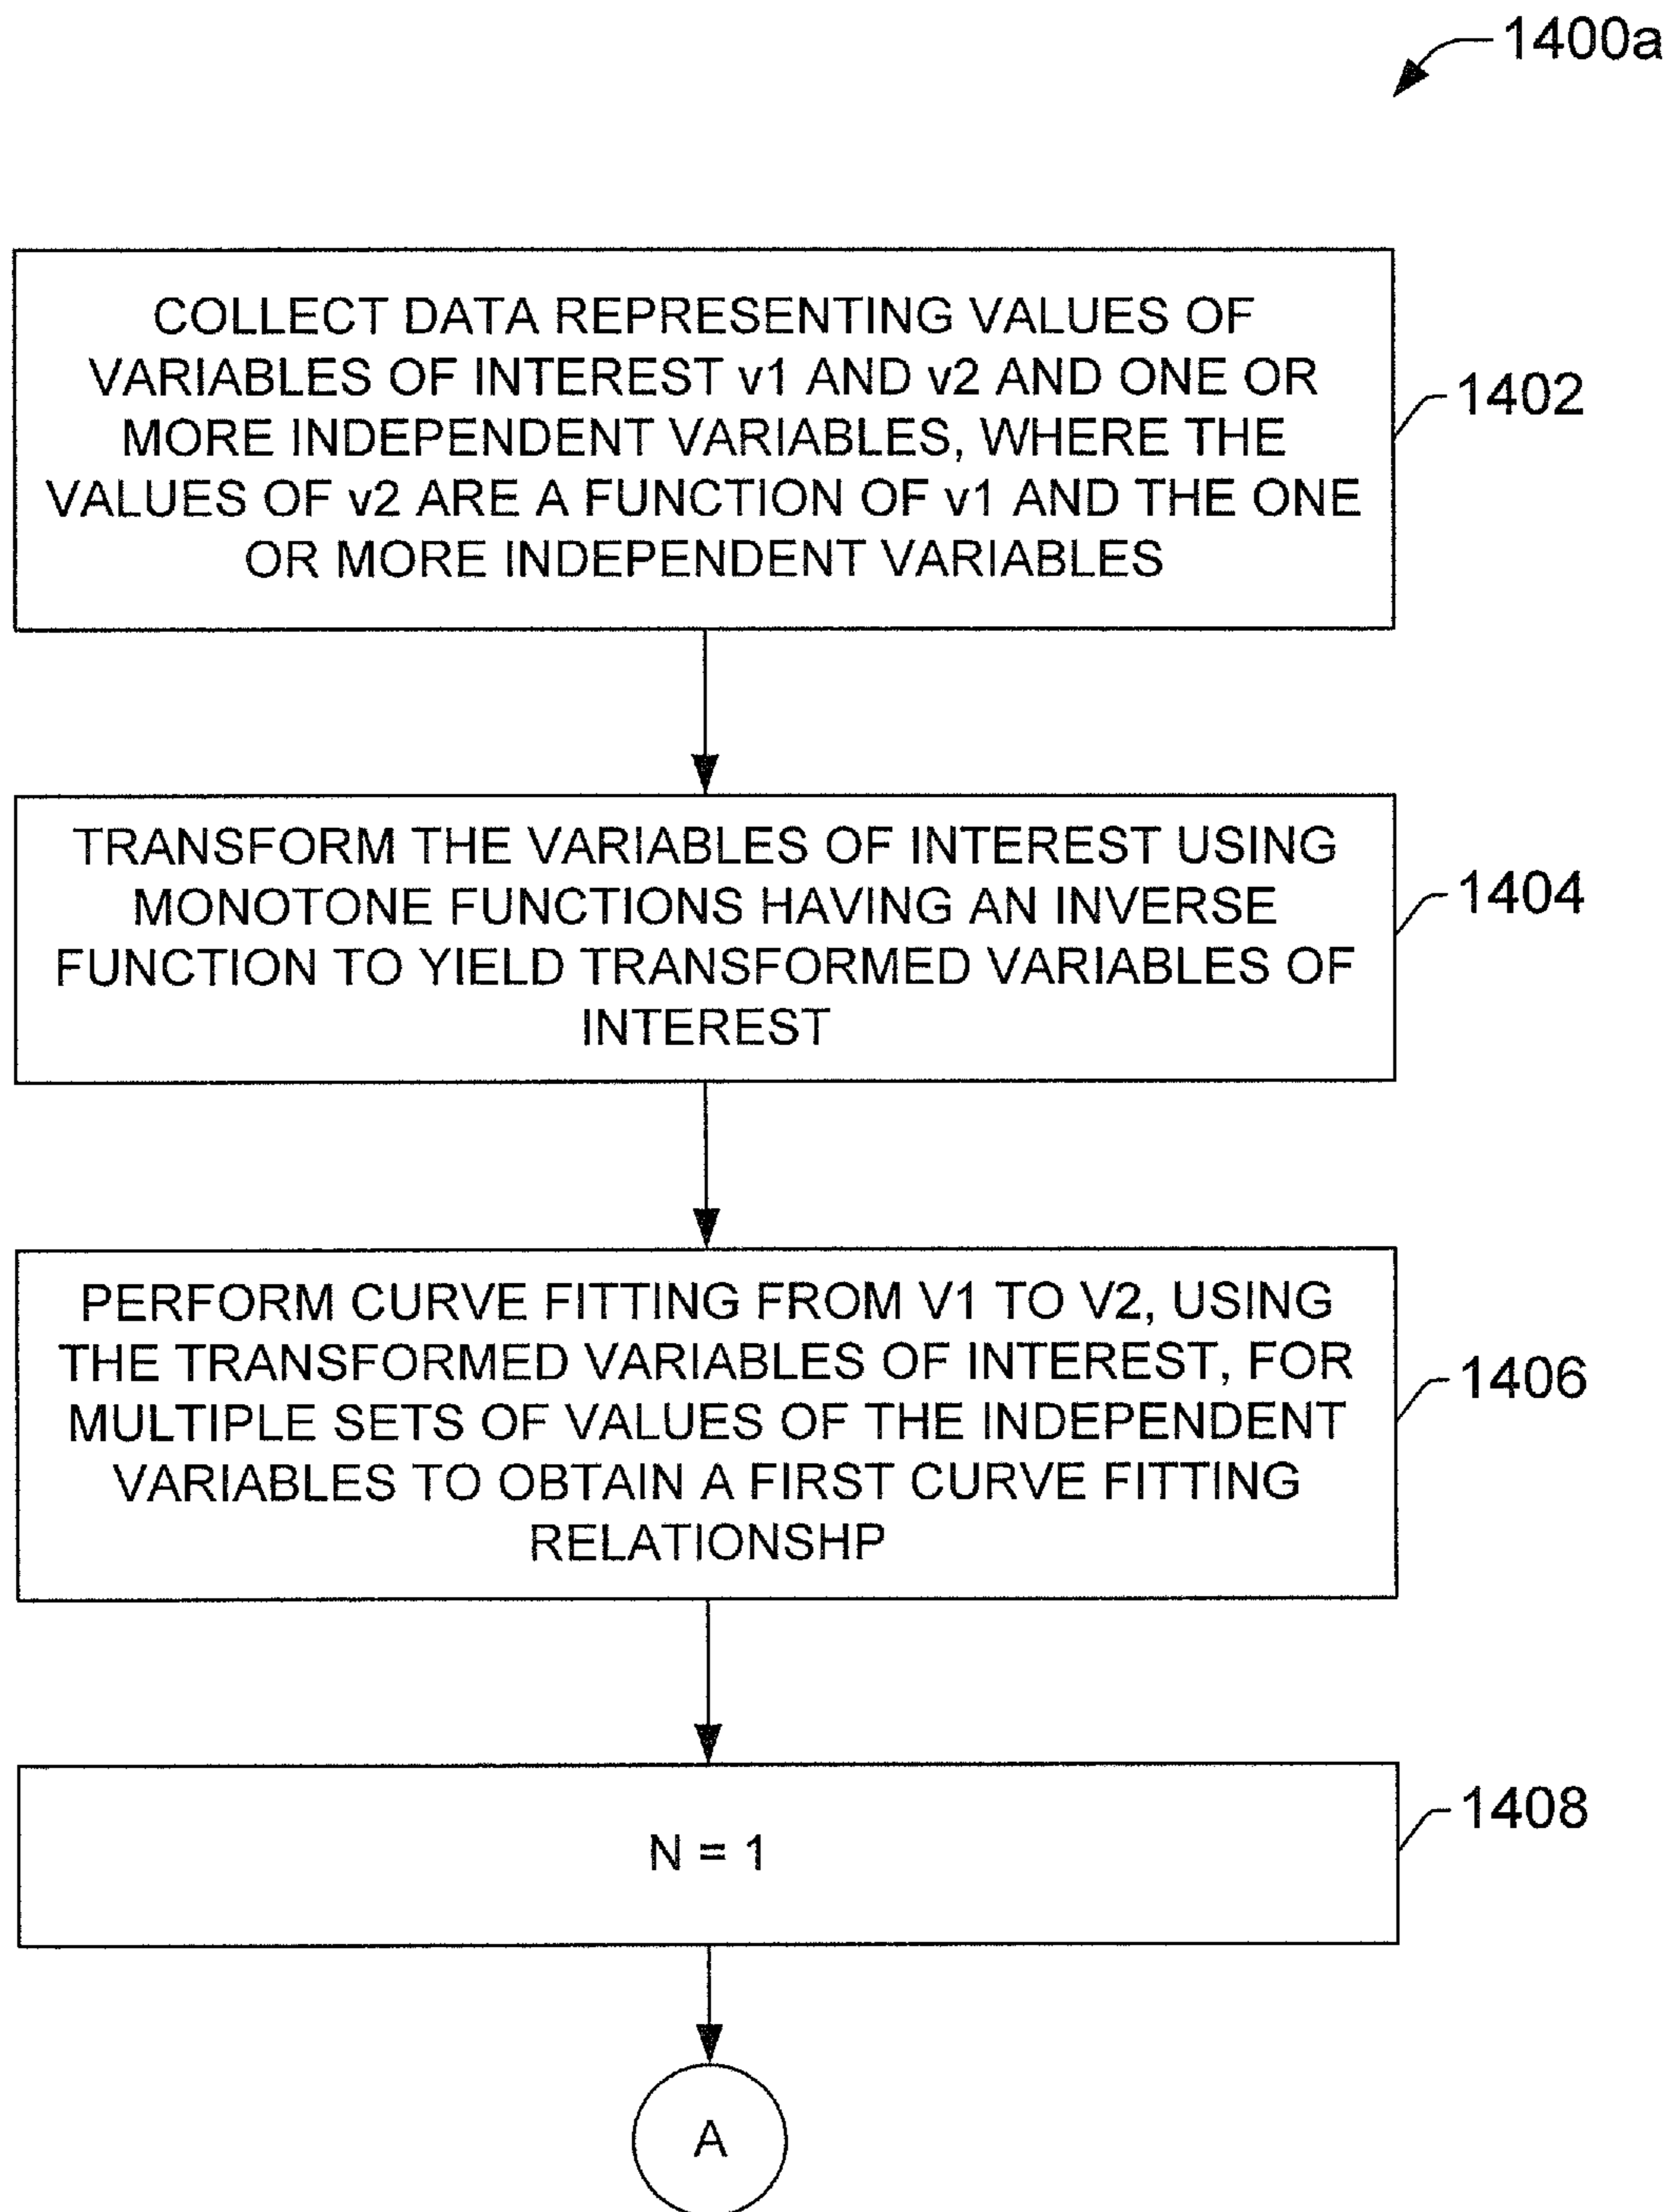 1400a
COLLECT DATA REPRESENTING VALUES OF
VARIABLES OF INTEREST v1 AND v2 AND ONE OR
MORE INDEPENDENT VARIABLES, WHERE THE
VALUES OF v2 ARE A FUNCTION OF v1 AND THE ONE
OR MORE INDEPENDENT VARIABLES
1402
TRANSFORM THE VARIABLES OF INTEREST USING
MONOTONE FUNCTIONS HAVING AN INVERSE
FUNCTION TO YIELD TRANSFORMED VARIABLES OF
INTEREST
1404
PERFORM CURVE FITTING FROM V1 TO V2, USING
THE TRANSFORMED VARIABLES OF INTEREST, FOR
MULTIPLE SETS OF VALUES OF THE INDEPENDENT
VARIABLES TO OBTAIN A FIRST CURVE FITTING
RELATIONSHP
1406
N = 1
1408
A